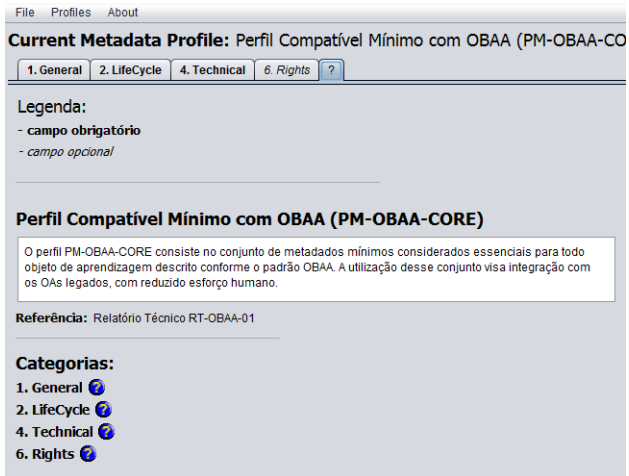 File Profiles About
Current Metadata Profile: Perfil Compatível Mínimo com OBAA (PM-OBAA-CO
1. General 2. LifeCycle 4. Technical 6. Rights ?
Legenda:
- campo obrigatório
- campo opcional
Perfil Compatível Mínimo com OBAA (PM-OBAA-CORE)
O perfil PM-OBAA-CORE consiste no conjunto de metadados mínimos considerados essenciais para todo
objeto de aprendizagem descrito conforme o padrão OBAA. A utilização desse conjunto visa integração com
os OAs legados, com reduzido esforço humano.
Referência: Relatório Técnico RT-OBAA-01
Categorias:
1. General ?
2. LifeCycle ?
4. Technical ?
6. Rights ?